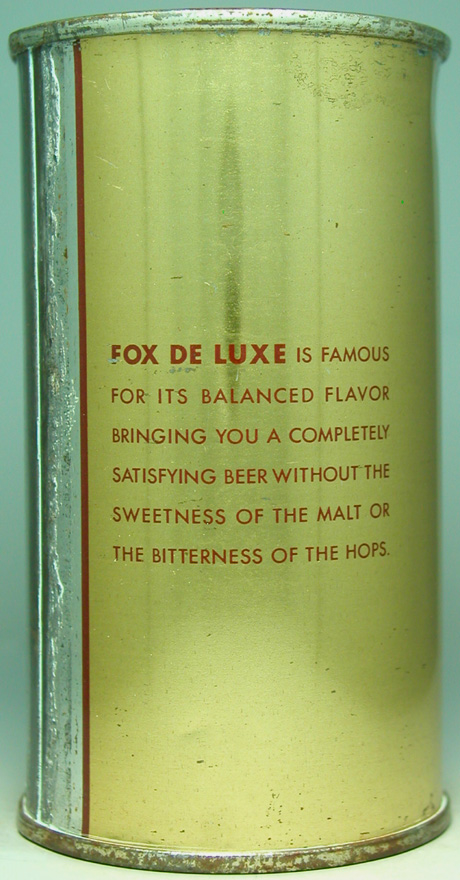 FOX DE LUXE IS FAMOUS
FOR ITS BALANCED FLAVOR
BRINGING YOU A COMPLETELY
SATISFYING BEER WITHOUT THE
SWEETNESS OF THE MALT OR
THE BITTERNESS OF THE HOPS.